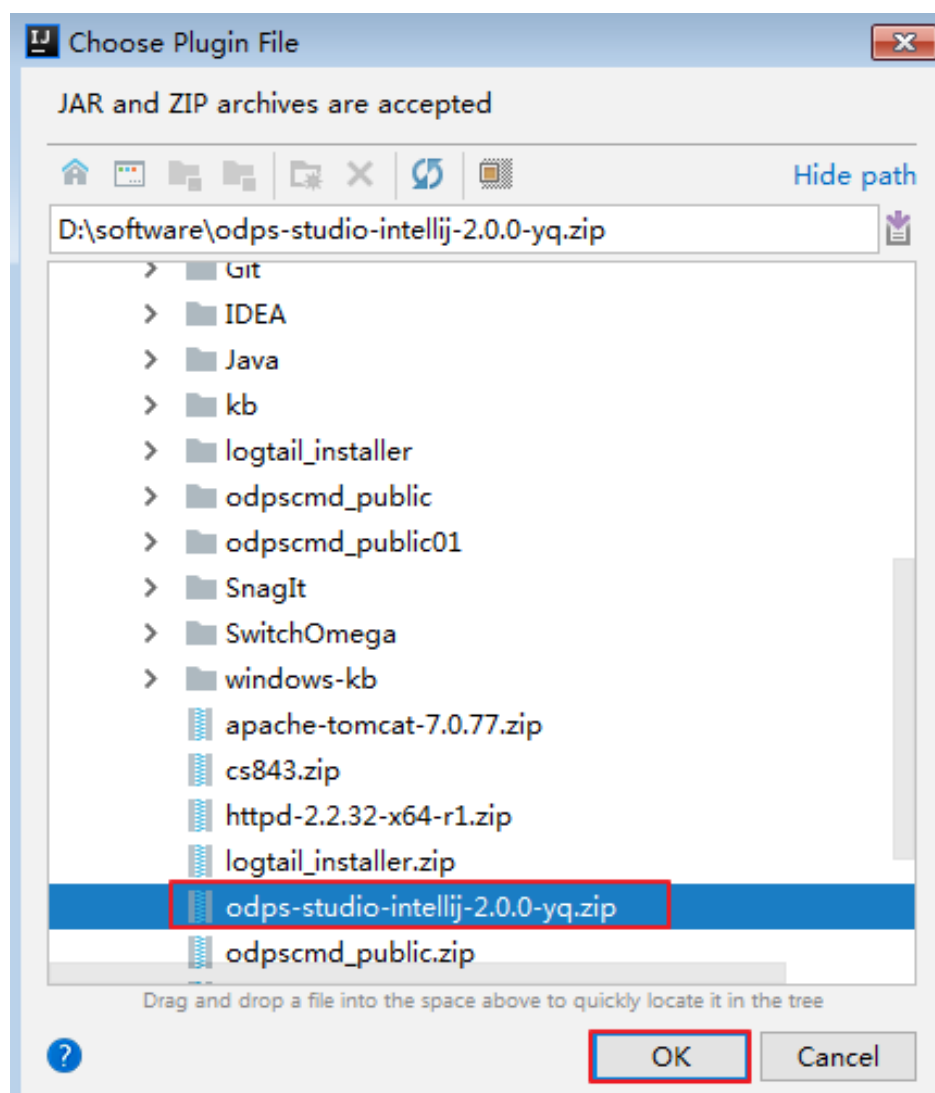 IJ Choose Plugin File
JAR and ZIP archives are accepted
Hide path
D:\software\odps-studio-intellij-2.0.0-yq.zip
Git
IDEA
Java
kb
logtail_installer
odpscmd_public
odpscmd_public01
SnagIt
SwitchOmega
windows-kb
apache-tomcat-7.0.77.zip
cs843.zip
httpd-2.2.32-x64-r1.zip
logtail_installer.zip
odps-studio-intellij-2.0.0-yq.zip
odpscmd_public.zip
Drag and drop a file into the space above to quickly locate it in the tree
? OK Cancel